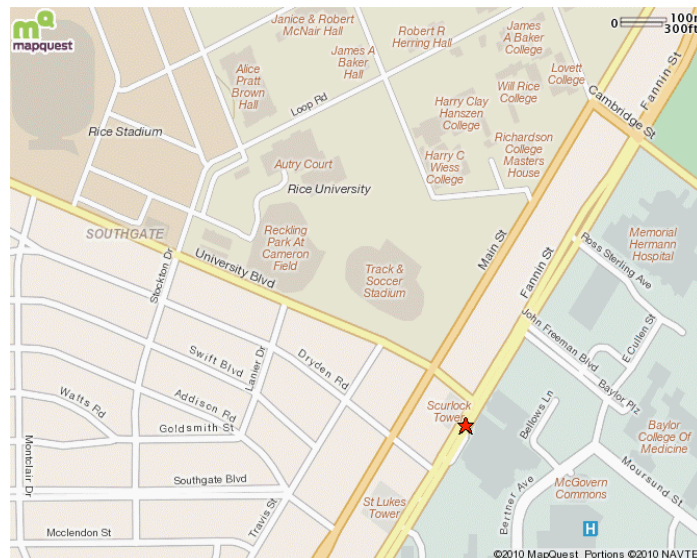 mapquest
Janice & Robert
McNair Hall
Robert R
Herring Hall
James
A Baker
College
0 100m
300ft
James A
Baker
Hall
Lovett
College
Fannin St
Alice
Pratt
Brown
Hall
Will Rice
College
Loop Rd
Harry Clay
Hanszen
College
Cambridge St
Rice Stadium
Richardson
College
Masters
House
Autry Court
Harry C
Wiess
College
Rice University
SOUTHGATE
Reckling
Park At
Cameron
Field
University Blvd
Stockton Dr
Track &
Soccer
Stadium
Main St
Fannin St
Memorial
Hermann
Hospital
Ross Sterling Ave
John Freeman Blvd
E Cullen St
Swift Blvd
Lanier Dr
Dryden Rd
Addison Rd
Watts Rd
Goldsmith St
Scurlock
Tower
Bellows Ln
Baylor Plz
Baylor
College Of
Medicine
Montclair Dr
Southgate Blvd
Travis St
St Lukes
Tower
Bertner Ave
McGovern
Commons
Moursund St
Mcclendon St
H
©2010 MapQuest Portions ©2010 NAVTE